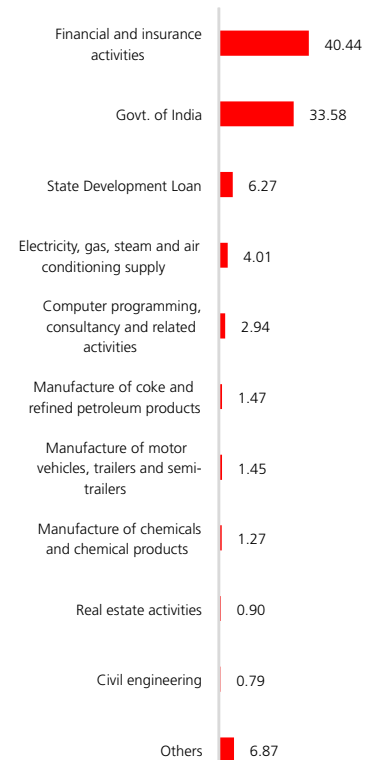 Financial and insurance
activities
40.44
Govt. of India
33.58
State Development Loan
6.27
Electricity, gas, steam and air
conditioning supply
4.01
Computer programming,
consultancy and related
activities
2.94
Manufacture of coke and
refined petroleum products
1.47
Manufacture of motor
vehicles, trailers and semi-
trailers
1.45
Manufacture of chemicals
and chemical products
1.27
Real estate activities
0.90
Civil engineering
0.79
Others
6.87